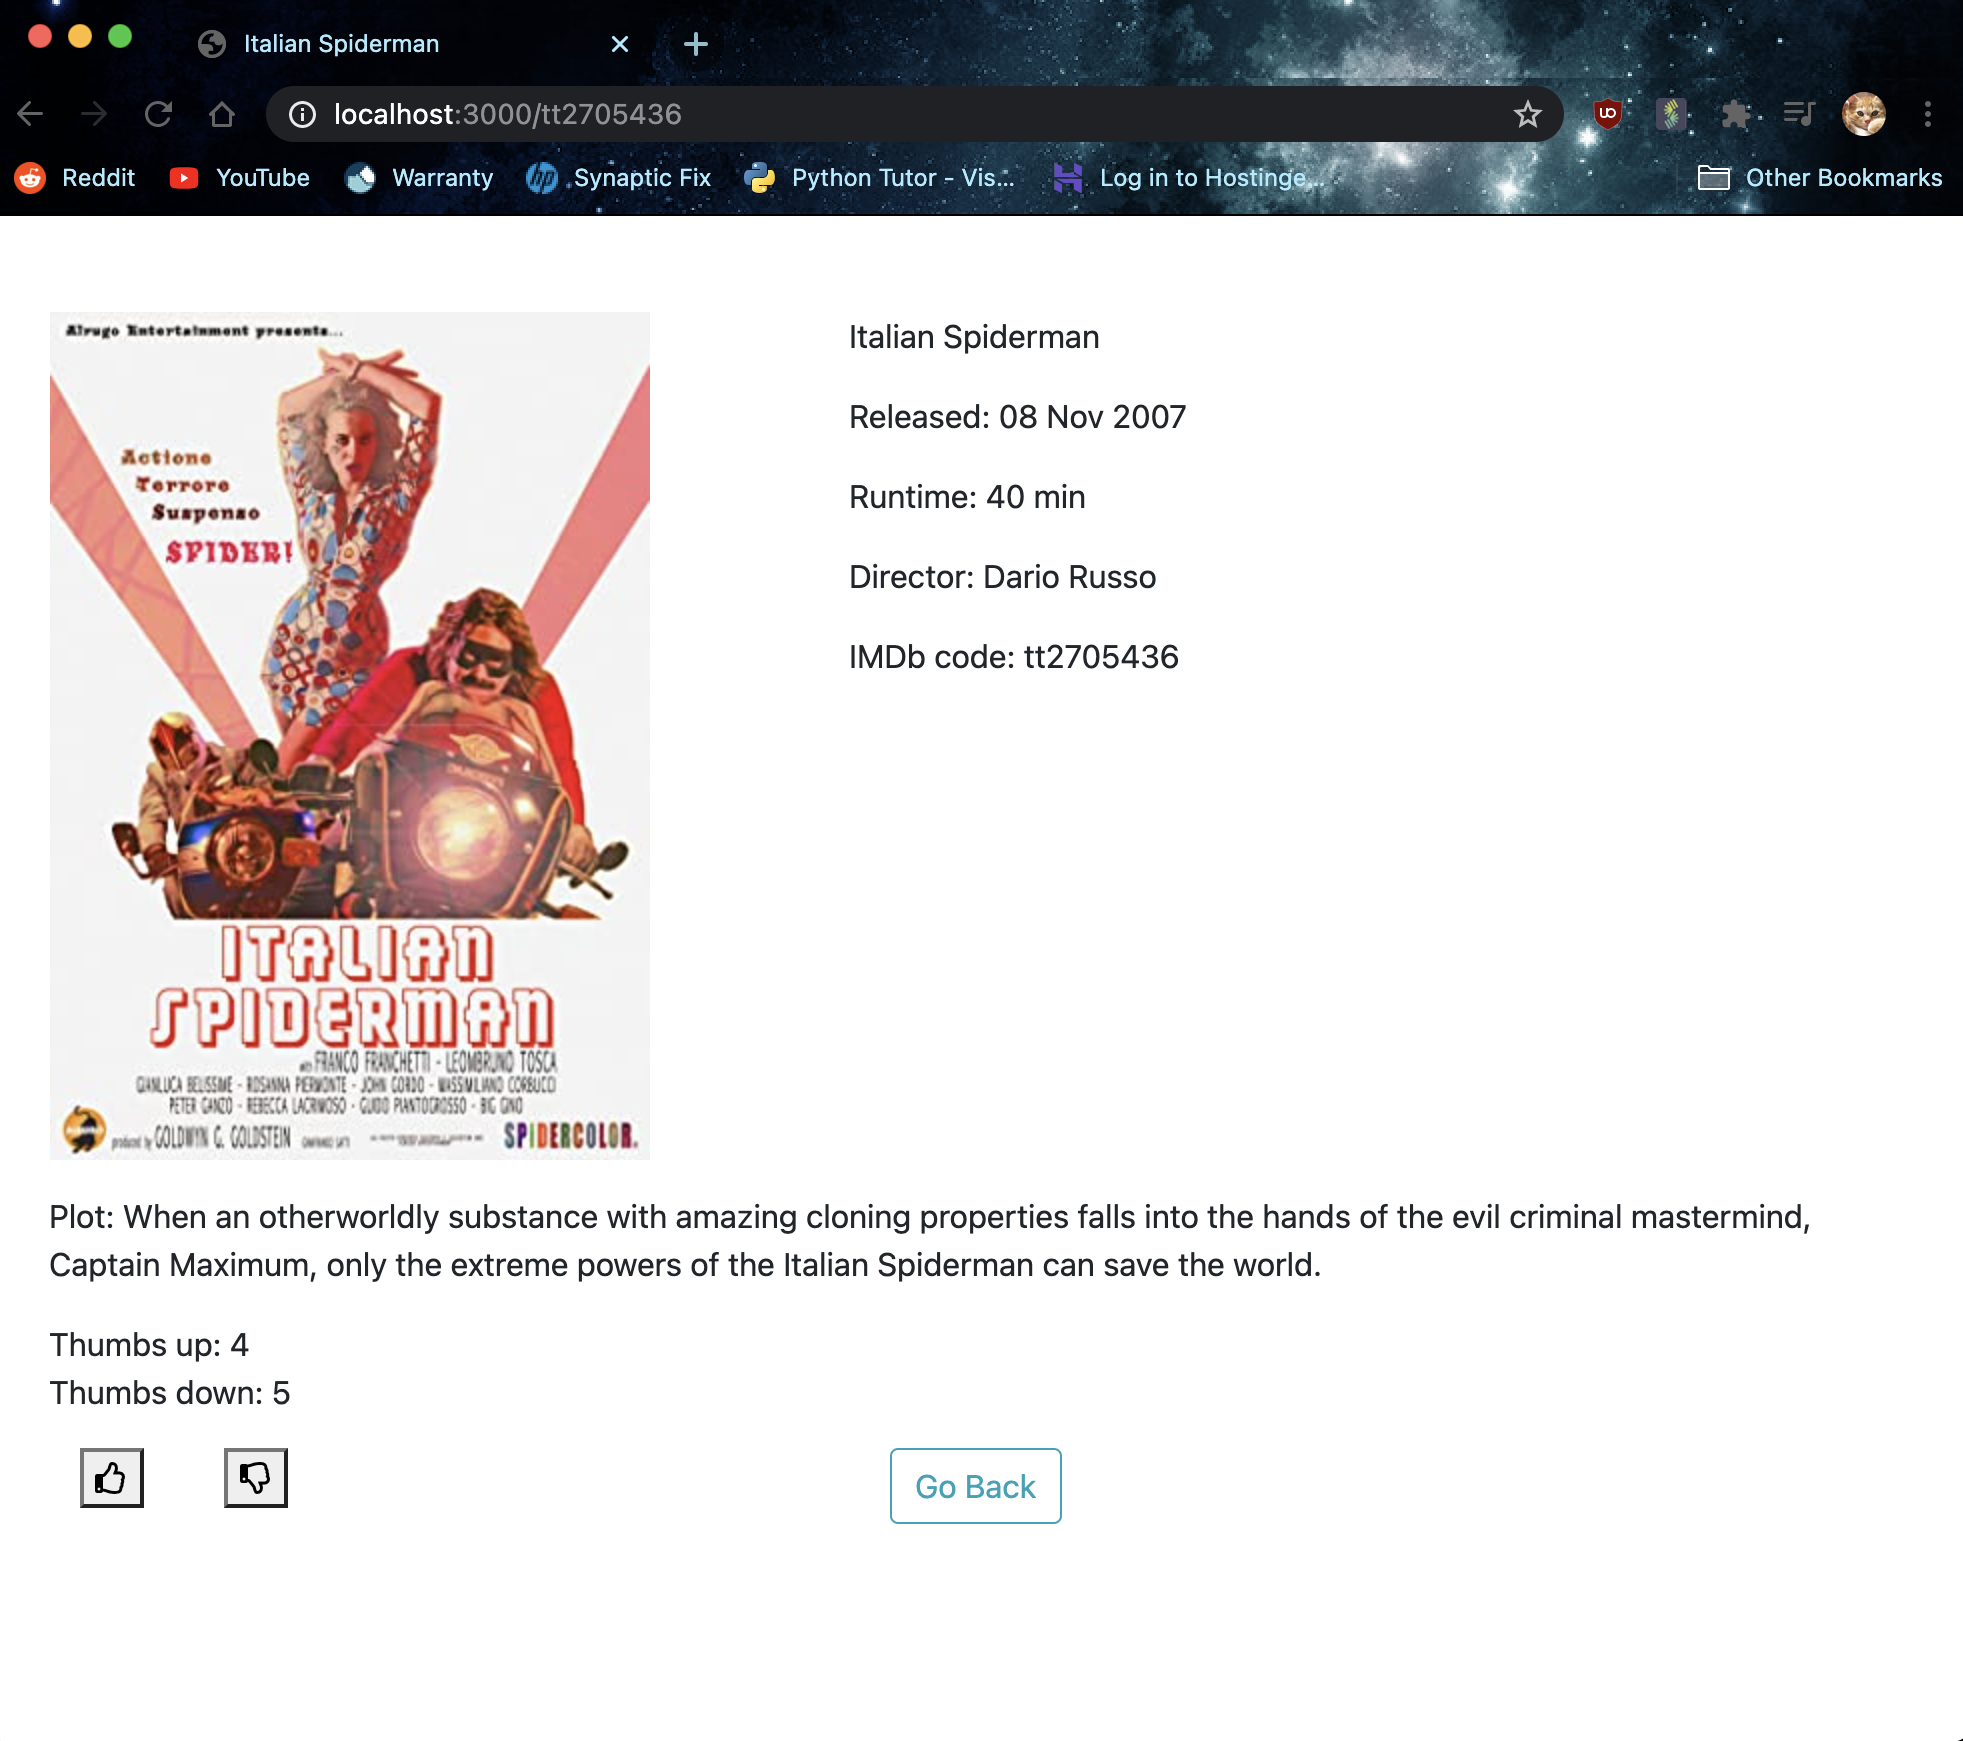 Italian Spiderman
localhost:3000/tt2705436
Reddit
YouTube
Warranty
Synaptic Fix
Python Tutor - Vis...
Log in to Hostinge...
Other Bookmarks
Alrugo Entertainment presents...
Actione
Terrore
Suspenso
SPIDER!
ITALIAN
SPIDERMAN
with FRANCO FRANCHETTI - LEOMBRUNO TOSCA
GIANLUCA BELISSIME - ROSANNA PIERMONTE - JOHN GORDO - MASSIMILIANO CORBUCCI
PETER GANZO - REBECCA LACRIMOSO - GUIDO PIANTOGROSSO - BIG GINO
produced by GOLDWYN G. GOLDSTEIN
SPIDERCOLOR.
Italian Spiderman
Released: 08 Nov 2007
Runtime: 40 min
Director: Dario Russo
IMDb code: tt2705436
Plot: When an otherworldly substance with amazing cloning properties falls into the hands of the evil criminal mastermind,
Captain Maximum, only the extreme powers of the Italian Spiderman can save the world.
Thumbs up: 4
Thumbs down: 5
Go Back